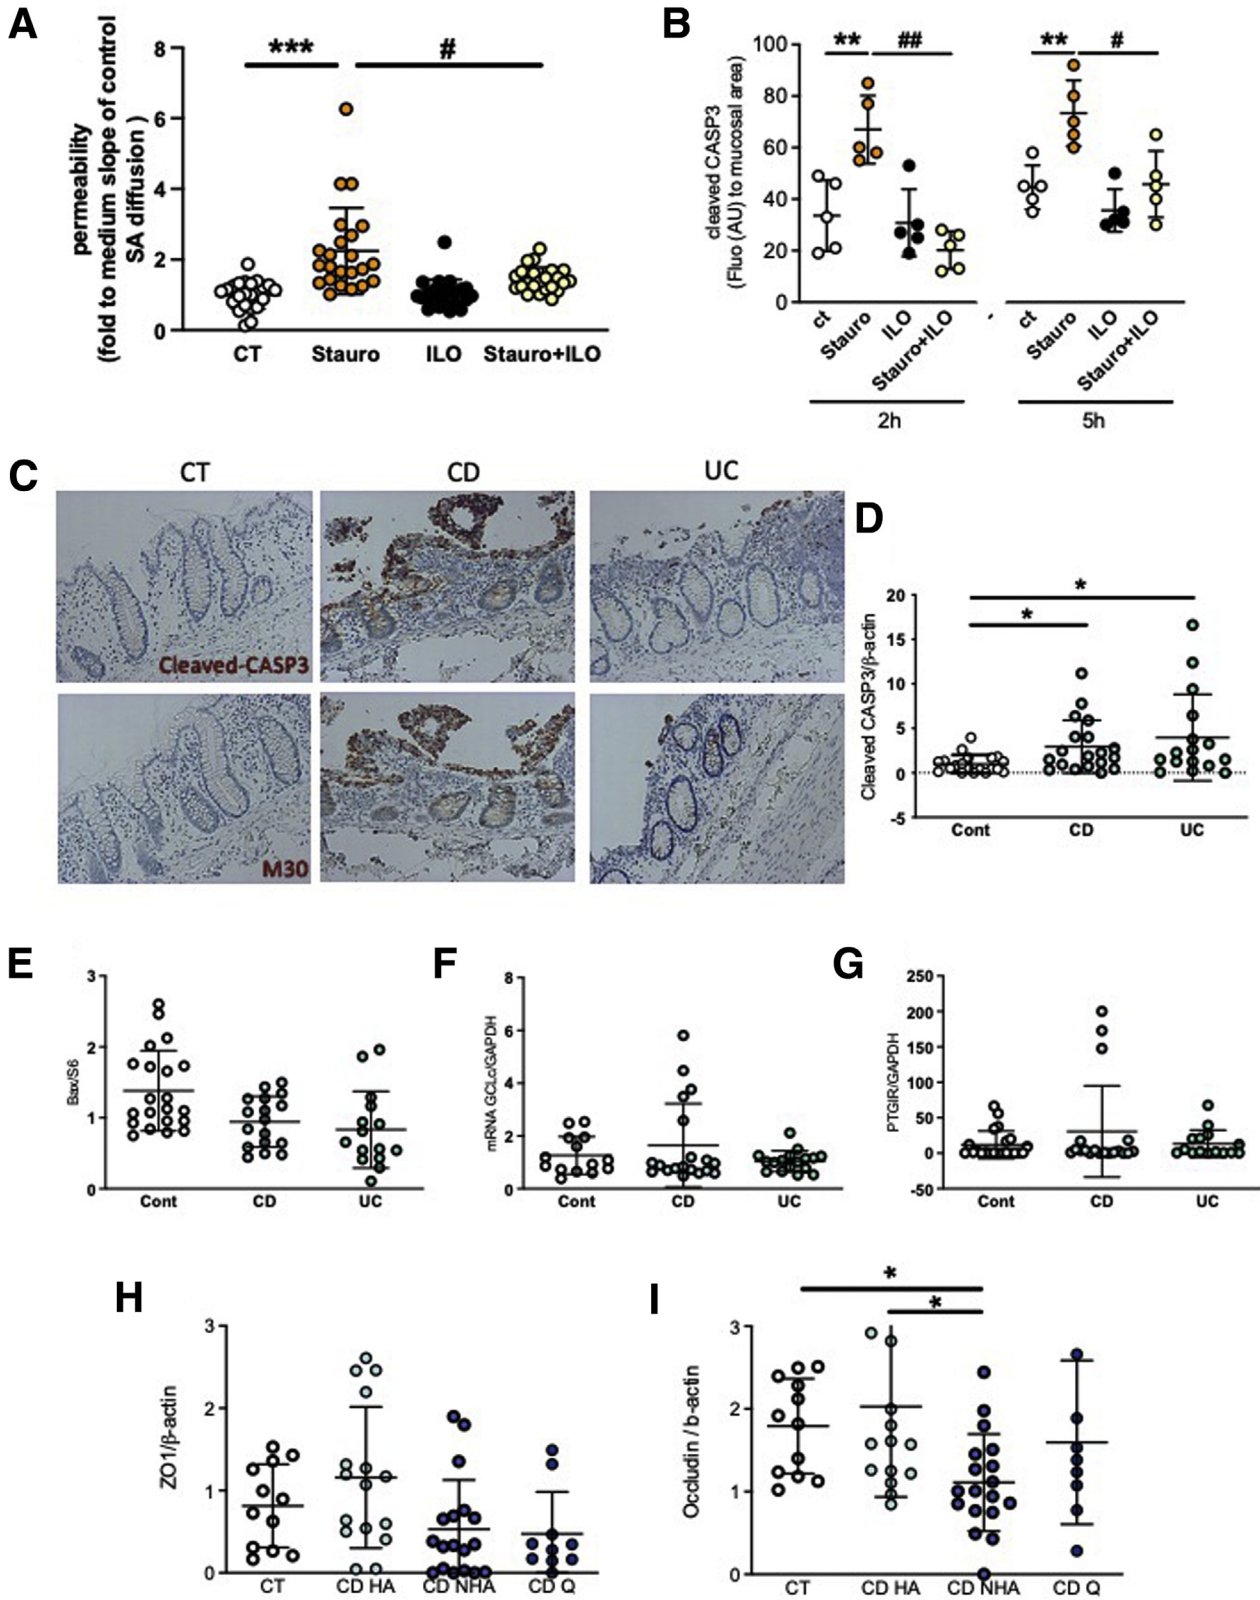 A
permeability
(fold to medium slope of control
SA diffusion )
8
6
4
2
0
***
#
CT
Stauro
ILO
Stauro+ILO
B
cleaved CASP3
(Fluo (AU) to mucosal area)
100
80
60
40
20
0
**
##
**
#
ct
Stauro
ILO
Stauro+ILO
ct
Stauro
ILO
Stauro+ILO
2h
5h
C
CT
CD
UC
Cleaved-CASP3
M30
D
Cleaved CASP3/β-actin
20
15
10
5
0
-5
*
*
Cont
CD
UC
E
Bax/S6
3
2
1
0
Cont
CD
UC
F
mRNA GCLc/GAPDH
8
6
4
2
0
Cont
CD
UC
G
PTGIR/GAPDH
250
200
150
100
50
0
-50
Cont
CD
UC
H
ZO1/β-actin
3
2
1
0
CT
CD HA
CD NHA
CD Q
I
Occludin / b-actin
3
2
1
0
*
*
CT
CD HA
CD NHA
CD Q